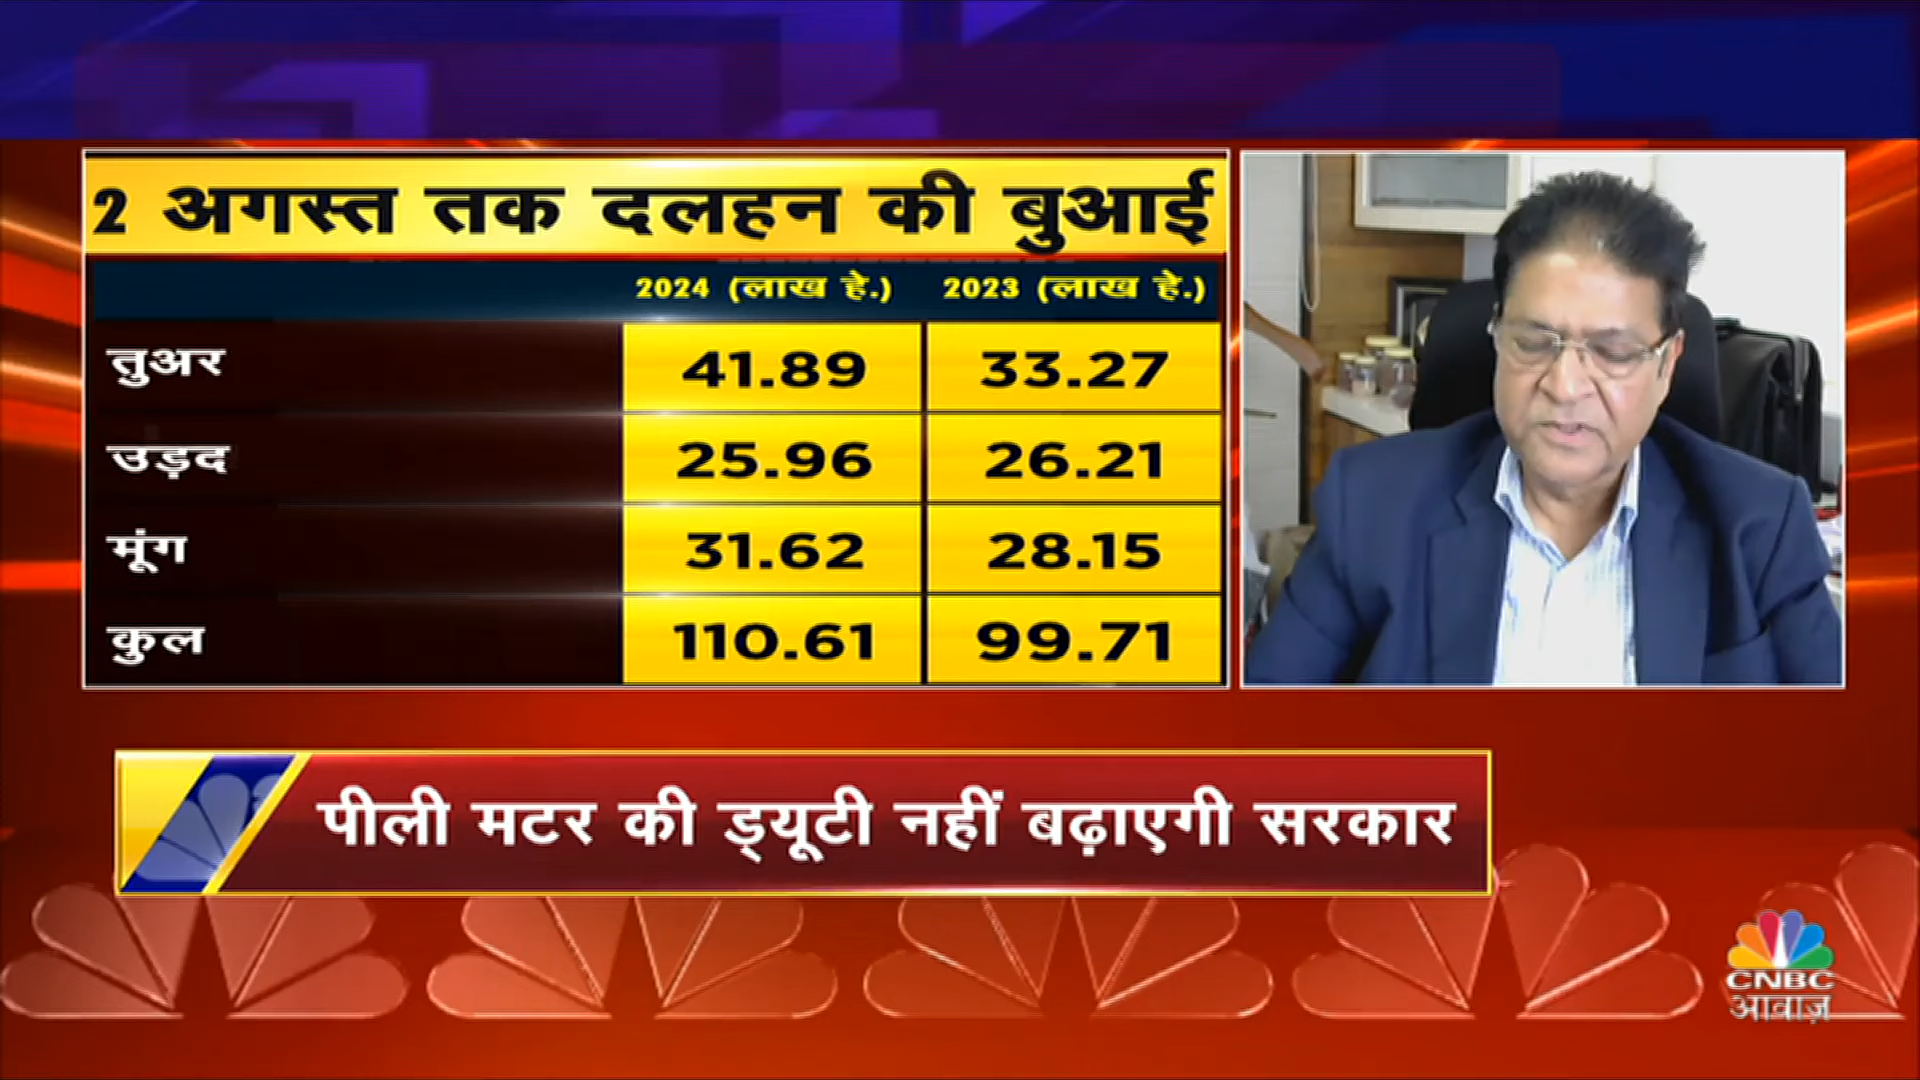 2 अगस्त तक दलहन की बुआई
2024 (लाख हे.) 2023 (लाख हे.)
तुअर 41.89 33.27
उड़द 25.96 26.21
मूंग 31.62 28.15
कुल 110.61 99.71
पीली मटर की ड्यूटी नहीं बढ़ाएगी सरकार
CNBC
आवाज़